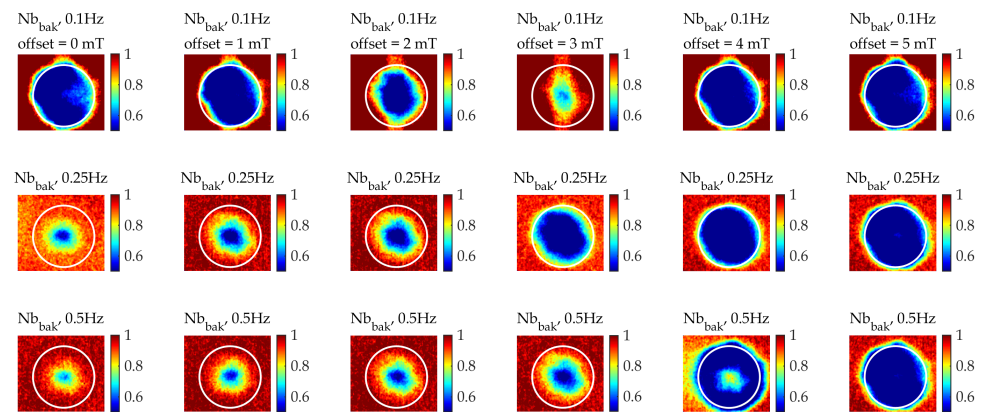 Nb_bak, 0.1Hz
offset = 0 mT
1
0.8
0.6
Nb_bak, 0.1Hz
offset = 1 mT
1
0.8
0.6
Nb_bak, 0.1Hz
offset = 2 mT
1
0.8
0.6
Nb_bak, 0.1Hz
offset = 3 mT
1
0.8
0.6
Nb_bak, 0.1Hz
offset = 4 mT
1
0.8
0.6
Nb_bak, 0.1Hz
offset = 5 mT
1
0.8
0.6
Nb_bak, 0.25Hz
1
0.8
0.6
Nb_bak, 0.25Hz
1
0.8
0.6
Nb_bak, 0.25Hz
1
0.8
0.6
Nb_bak, 0.25Hz
1
0.8
0.6
Nb_bak, 0.25Hz
1
0.8
0.6
Nb_bak, 0.25Hz
1
0.8
0.6
Nb_bak, 0.5Hz
1
0.8
0.6
Nb_bak, 0.5Hz
1
0.8
0.6
Nb_bak, 0.5Hz
1
0.8
0.6
Nb_bak, 0.5Hz
1
0.8
0.6
Nb_bak, 0.5Hz
1
0.8
0.6
Nb_bak, 0.5Hz
1
0.8
0.6